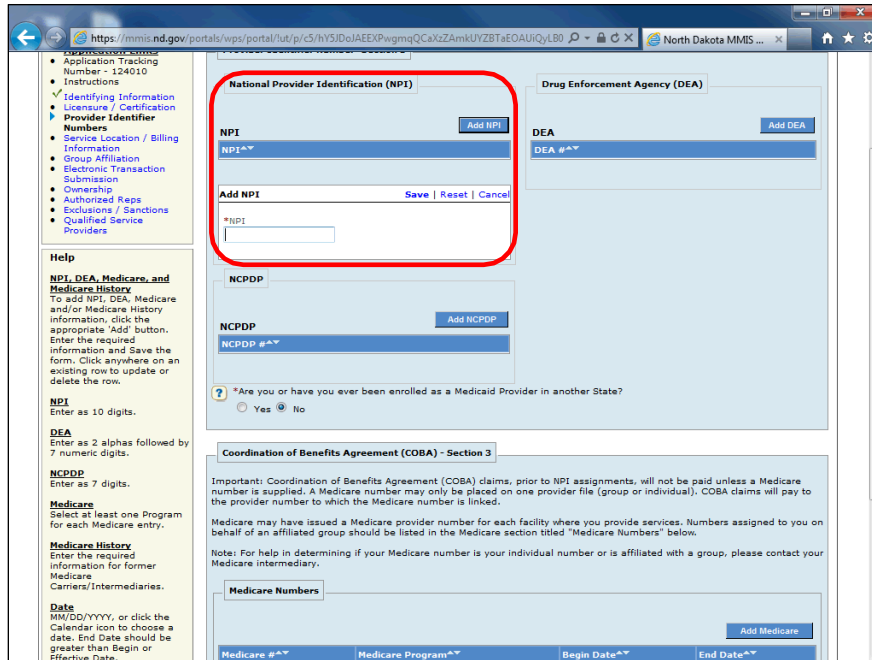 https://mmis.nd.gov/portals/wps/portal/lut/p/c5/hY5JDoJAEEXPwgmqQCaXzZAmkUYZBTaEOAUiQyLB0
North Dakota MMIS ...
Application Links
Application Tracking
Number - 124010
Instructions
Identifying Information
Licensure / Certification
Provider Identifier
Numbers
Service Location / Billing
Information
Group Affiliation
Electronic Transaction
Submission
Ownership
Authorized Reps
Exclusions / Sanctions
Qualified Service
Providers
Help
NPI, DEA, Medicare, and
Medicare History
To add NPI, DEA, Medicare
and/or Medicare History
information, click the
appropriate 'Add' button.
Enter the required
information and Save the
form. Click anywhere on an
existing row to update or
delete the row.
NPI
Enter as 10 digits.
DEA
Enter as 2 alphas followed by
7 numeric digits.
NCPDP
Enter as 7 digits.
Medicare
Select at least one Program
for each Medicare entry.
Medicare History
Enter the required
information for former
Medicare
Carriers/Intermediaries.
Date
MM/DD/YYYY, or click the
Calendar icon to choose a
date. End Date should be
greater than Begin or
Effective Date.
National Provider Identification (NPI)
NPI
Add NPI
NPI
Add NPI Save | Reset | Cancel
*NPI
Drug Enforcement Agency (DEA)
DEA
Add DEA
DEA #
NCPDP
NCPDP
Add NCPDP
NCPDP #
? *Are you or have you ever been enrolled as a Medicaid Provider in another State?
Yes No
Coordination of Benefits Agreement (COBA) - Section 3
Important: Coordination of Benefits Agreement (COBA) claims, prior to NPI assignments, will not be paid unless a Medicare
number is supplied. A Medicare number may only be placed on one provider file (group or individual). COBA claims will pay to
the provider number to which the Medicare number is linked.
Medicare may have issued a Medicare provider number for each facility where you provide services. Numbers assigned to you on
behalf of an affiliated group should be listed in the Medicare section titled "Medicare Numbers" below.
Note: For help in determining if your Medicare number is your individual number or is affiliated with a group, please contact your
Medicare intermediary.
Medicare Numbers
Add Medicare
Medicare # Medicare Program Begin Date End Date